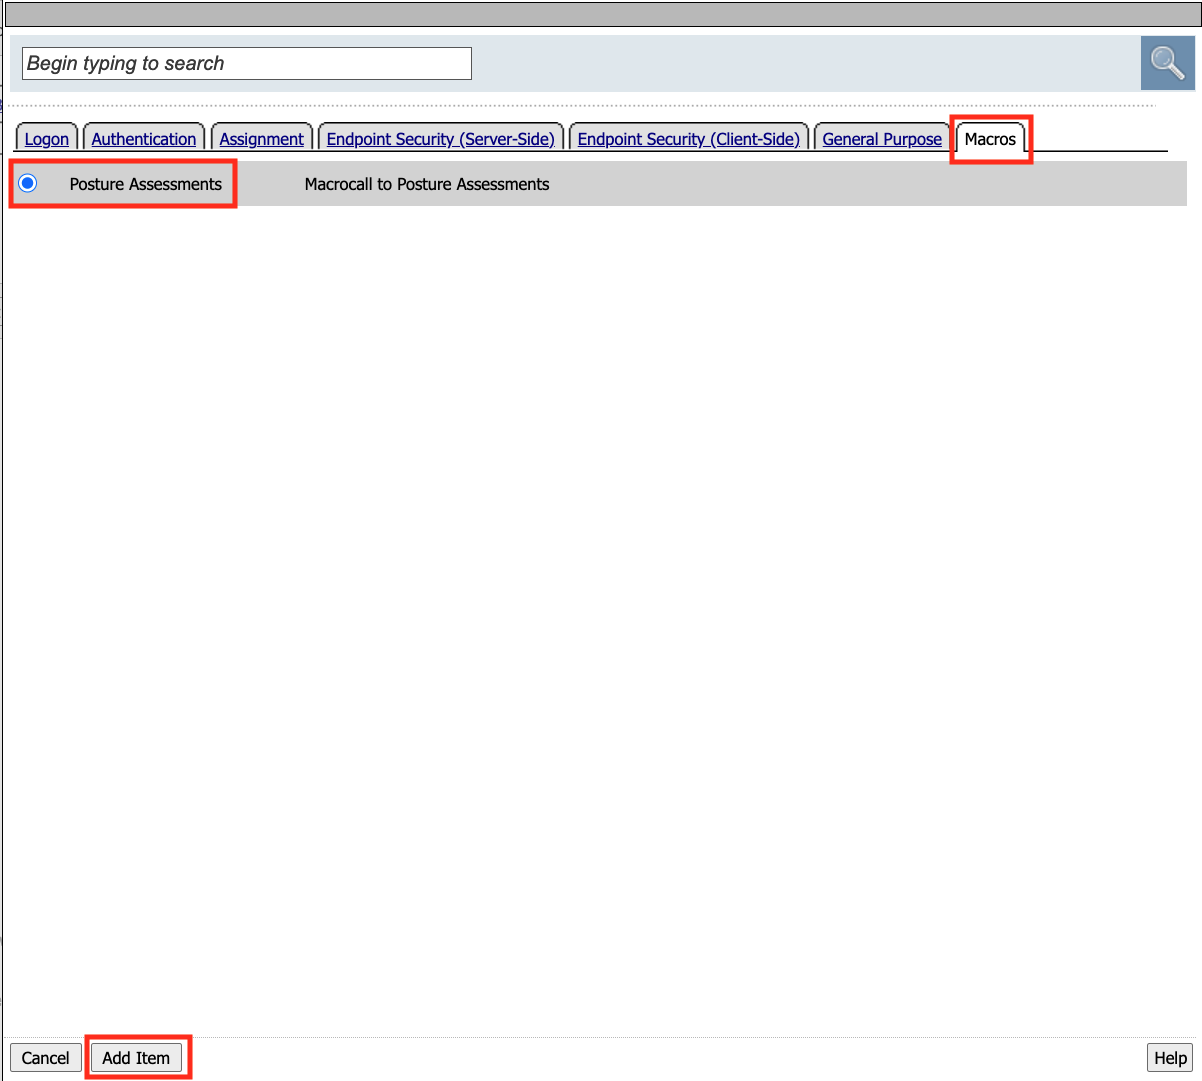 Begin typing to search
Logon Authentication Assignment Endpoint Security (Server-Side) Endpoint Security (Client-Side) General Purpose Macros
Posture Assessments Macrocall to Posture Assessments
Cancel Add Item Help